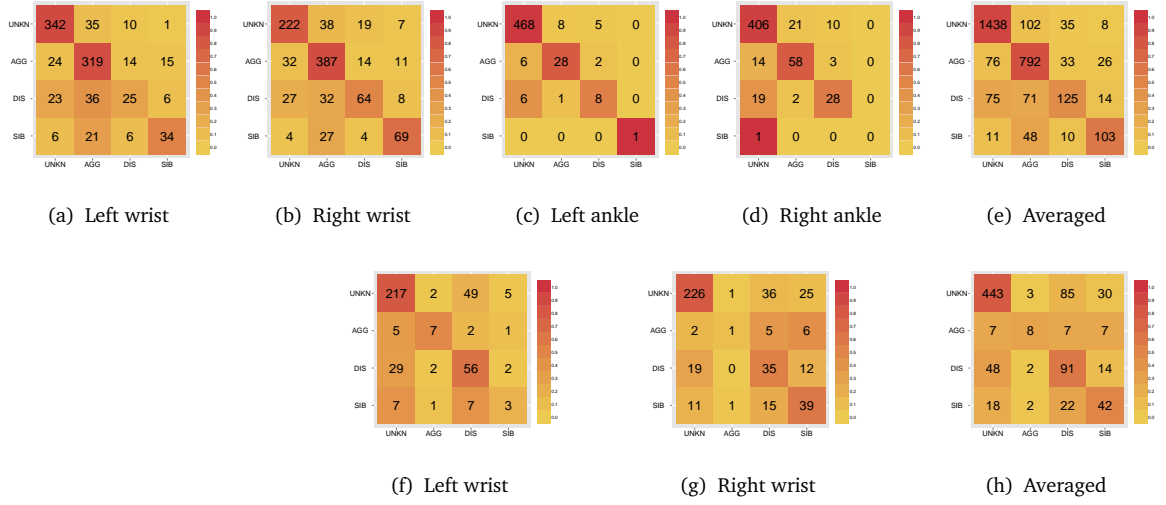 UNKN 342 35 10 1
AGG 24 319 14 15
DIS 23 36 25 6
SIB 6 21 6 34
UNKN AGG DIS SIB
(a) Left wrist
UNKN 222 38 19 7
AGG 32 387 14 11
DIS 27 32 64 8
SIB 4 27 4 69
UNKN AGG DIS SIB
(b) Right wrist
UNKN 468 8 5 0
AGG 6 28 2 0
DIS 6 1 8 0
SIB 0 0 0 1
UNKN AGG DIS SIB
(c) Left ankle
UNKN 406 21 10 0
AGG 14 58 3 0
DIS 19 2 28 0
SIB 1 0 0 0
UNKN AGG DIS SIB
(d) Right ankle
UNKN 1438 102 35 8
AGG 76 792 33 26
DIS 75 71 125 14
SIB 11 48 10 103
UNKN AGG DIS SIB
(e) Averaged
UNKN 217 2 49 5
AGG 5 7 2 1
DIS 29 2 56 2
SIB 7 1 7 3
UNKN AGG DIS SIB
(f) Left wrist
UNKN 226 1 36 25
AGG 2 1 5 6
DIS 19 0 35 12
SIB 11 1 15 39
UNKN AGG DIS SIB
(g) Right wrist
UNKN 443 3 85 30
AGG 7 8 7 7
DIS 48 2 91 14
SIB 18 2 22 42
UNKN AGG DIS SIB
(h) Averaged